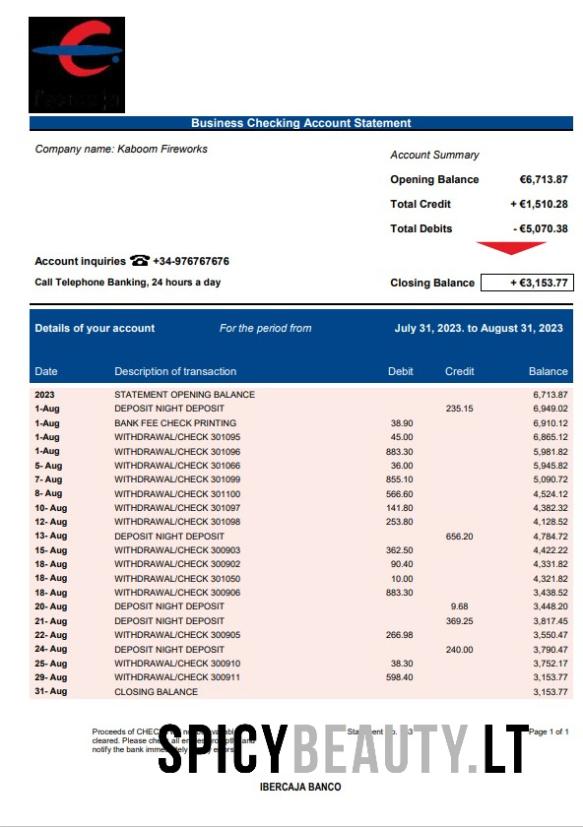 Business Checking Account Statement
Company name: Kaboom Fireworks
Account Summary
Opening Balance €6,713.87
Total Credit + €1,510.28
Total Debits - €5,070.38
Account inquiries ☎ +34-976767676
Call Telephone Banking, 24 hours a day
Closing Balance + €3,153.77
Details of your account For the period from July 31, 2023. to August 31, 2023
Date Description of transaction Debit Credit Balance
2023 STATEMENT OPENING BALANCE 6,713.87
1-Aug DEPOSIT NIGHT DEPOSIT 235.15 6,949.02
1-Aug BANK FEE CHECK PRINTING 38.90 6,910.12
1-Aug WITHDRAWAL/CHECK 301095 45.00 6,865.12
1-Aug WITHDRAWAL/CHECK 301096 883.30 5,981.82
5- Aug WITHDRAWAL/CHECK 301066 36.00 5,945.82
7- Aug WITHDRAWAL/CHECK 301099 855.10 5,090.72
8- Aug WITHDRAWAL/CHECK 301100 566.60 4,524.12
10- Aug WITHDRAWAL/CHECK 301097 141.80 4,382.32
12- Aug WITHDRAWAL/CHECK 301098 253.80 4,128.52
13- Aug DEPOSIT NIGHT DEPOSIT 656.20 4,784.72
15- Aug WITHDRAWAL/CHECK 300903 362.50 4,422.22
18- Aug WITHDRAWAL/CHECK 300902 90.40 4,331.82
18- Aug WITHDRAWAL/CHECK 301050 10.00 4,321.82
18- Aug WITHDRAWAL/CHECK 300906 883.30 3,438.52
20- Aug DEPOSIT NIGHT DEPOSIT 9.68 3,448.20
21- Aug DEPOSIT NIGHT DEPOSIT 369.25 3,817.45
22- Aug WITHDRAWAL/CHECK 300905 266.98 3,550.47
24- Aug DEPOSIT NIGHT DEPOSIT 240.00 3,790.47
25- Aug WITHDRAWAL/CHECK 300910 38.30 3,752.17
29- Aug WITHDRAWAL/CHECK 300911 598.40 3,153.77
31- Aug CLOSING BALANCE 3,153.77
Proceeds of Page 1 of 1
cleared. Please
notify the bank
SPICYBEAUTY.LT
IBERCAJA BANCO